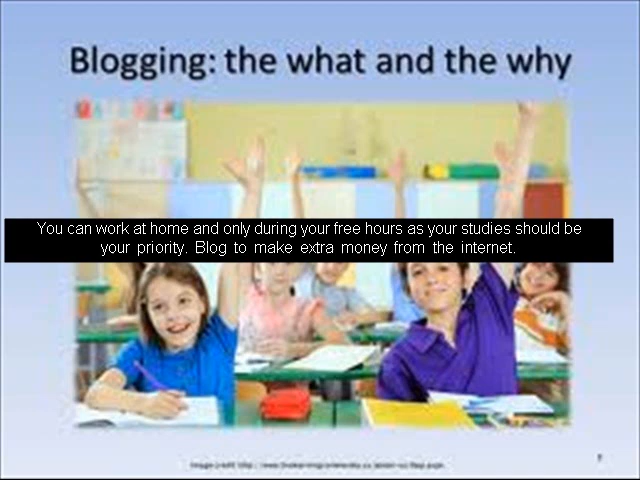 Blogging: the what and the why
You can work at home and only during your free hours as your studies should be
your priority. Blog to make extra money from the internet.